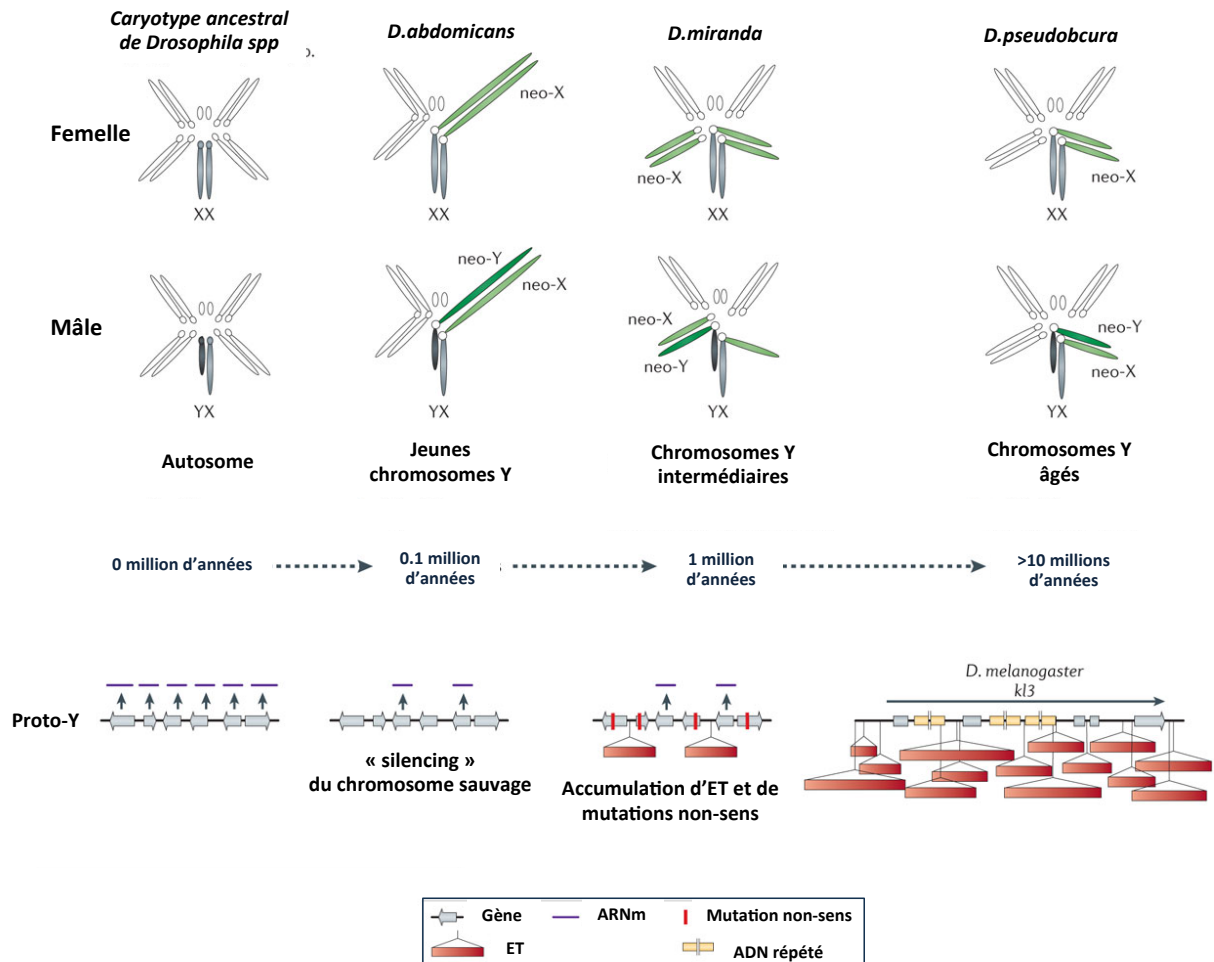 Caryotype ancestral
de Drosophila spp
o.
D.abdomicans
D.miranda
D.pseudobcura
Femelle
neo-X
neo-X
neo-X
XX
XX
XX
XX
Mâle
neo-Y
neo-X
neo-X
neo-Y
neo-Y
neo-X
YX
YX
YX
YX
Autosome
Jeunes
chromosomes Y
Chromosomes Y
intermédiaires
Chromosomes Y
âgés
0 million d’années
0.1 million
d’années
1 million
d’années
>10 millions
d’années
Proto-Y
D. melanogaster
kl3
« silencing »
du chromosome sauvage
Accumulation d’ET et de
mutations non-sens
Gène
ARNm
Mutation non-sens
ET
ADN répété